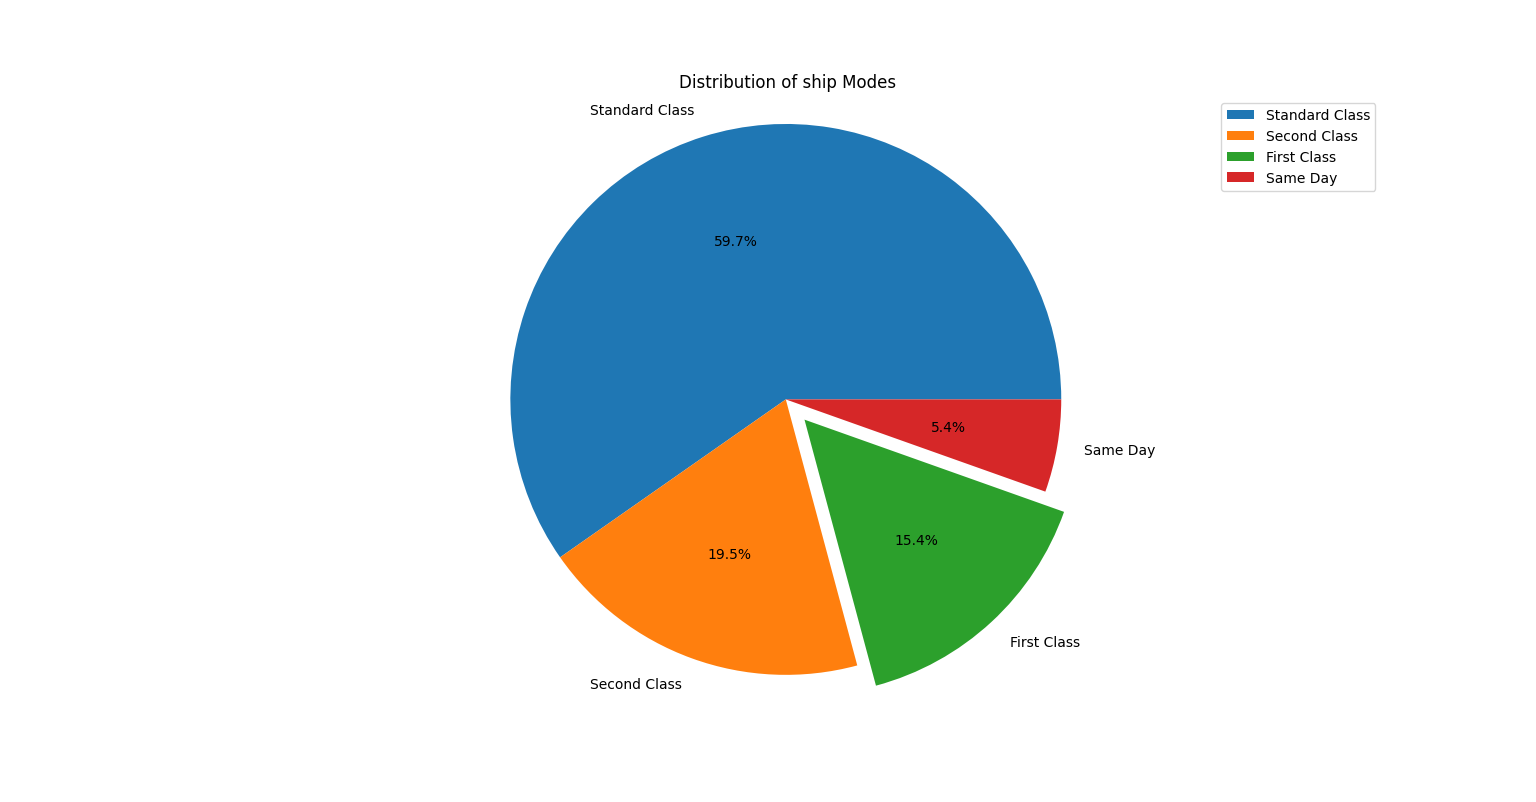 Distribution of ship Modes
Standard Class
59.7%
5.4%
Same Day
15.4%
19.5%
First Class
Second Class
Standard Class
Second Class
First Class
Same Day